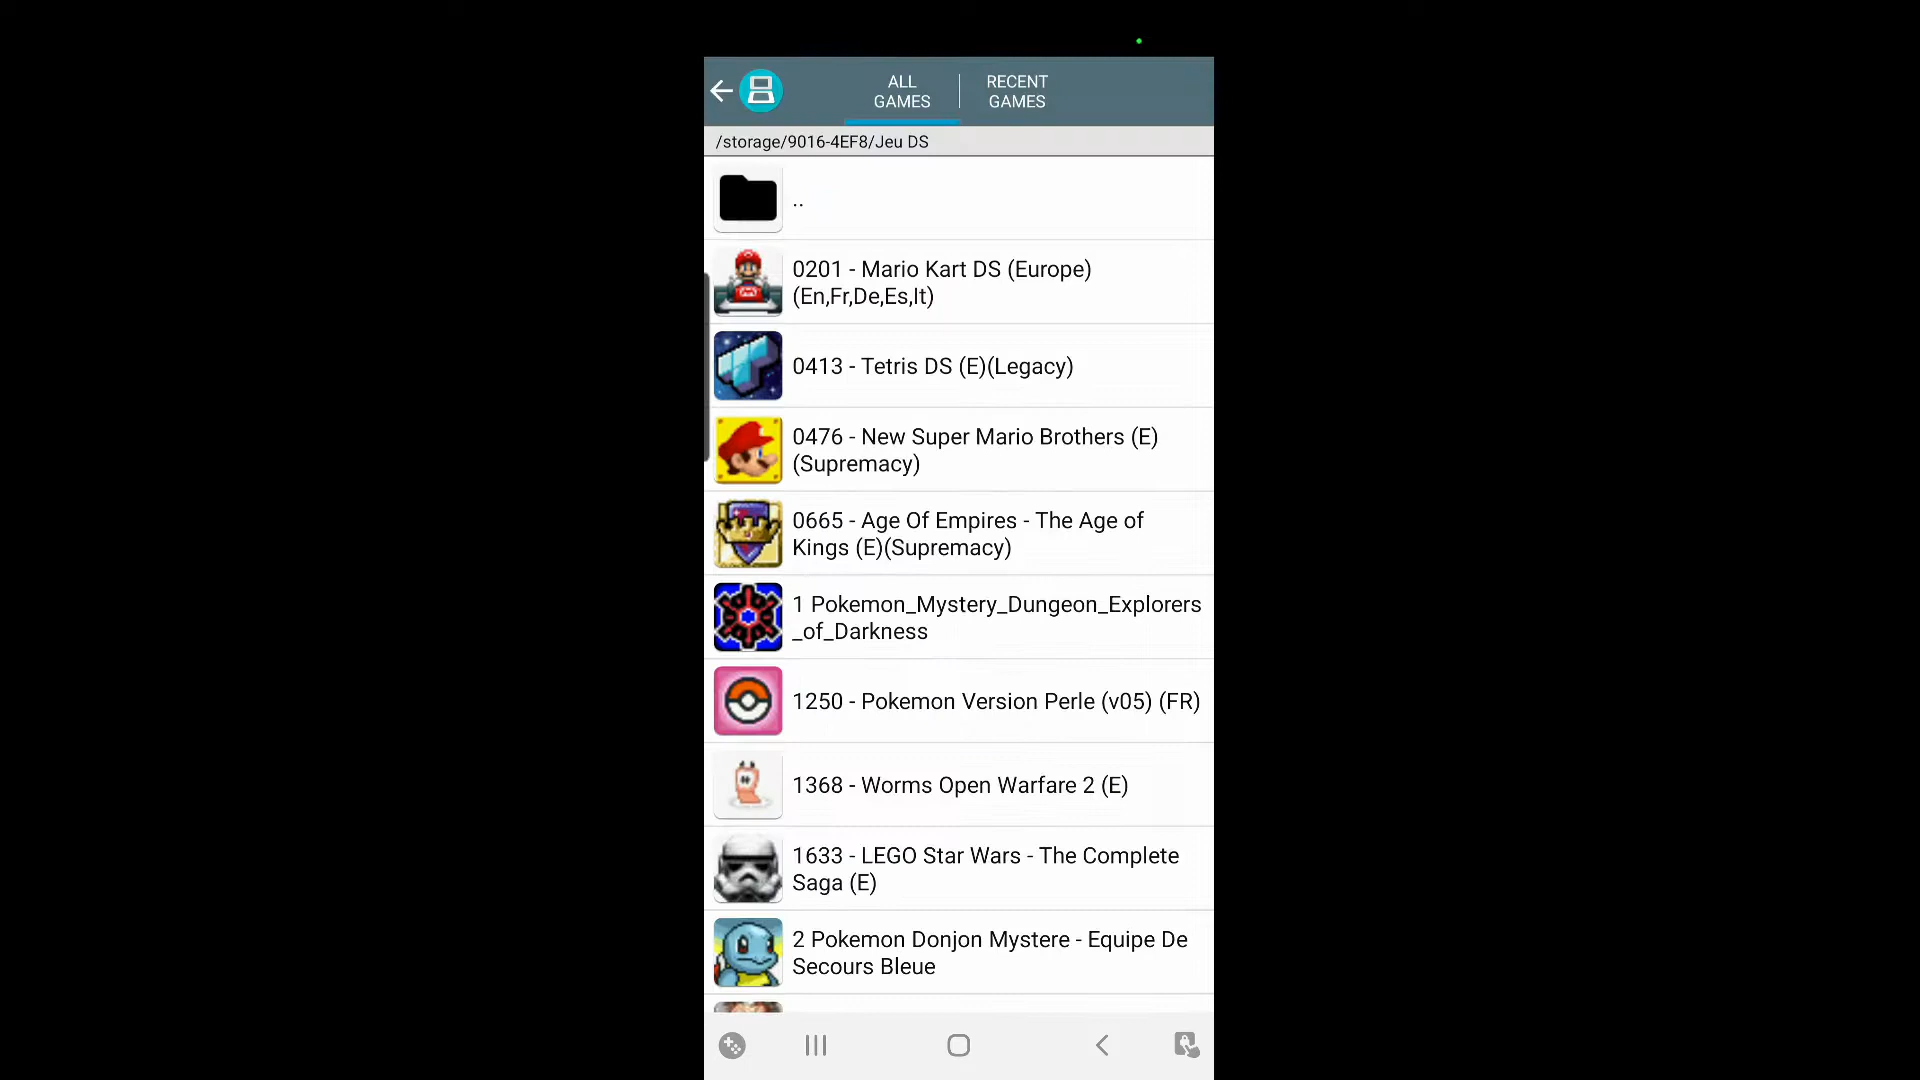 ALL
GAMES
RECENT
GAMES
/storage/9016-4EF8/Jeu DS
..
0201 - Mario Kart DS (Europe)
(En,Fr,De,Es,It)
0413 - Tetris DS (E)(Legacy)
0476 - New Super Mario Brothers (E)
(Supremacy)
0665 - Age Of Empires - The Age of
Kings (E)(Supremacy)
1 Pokemon_Mystery_Dungeon_Explorers
_of_Darkness
1250 - Pokemon Version Perle (v05) (FR)
1368 - Worms Open Warfare 2 (E)
1633 - LEGO Star Wars - The Complete
Saga (E)
2 Pokemon Donjon Mystere - Equipe De
Secours Bleue